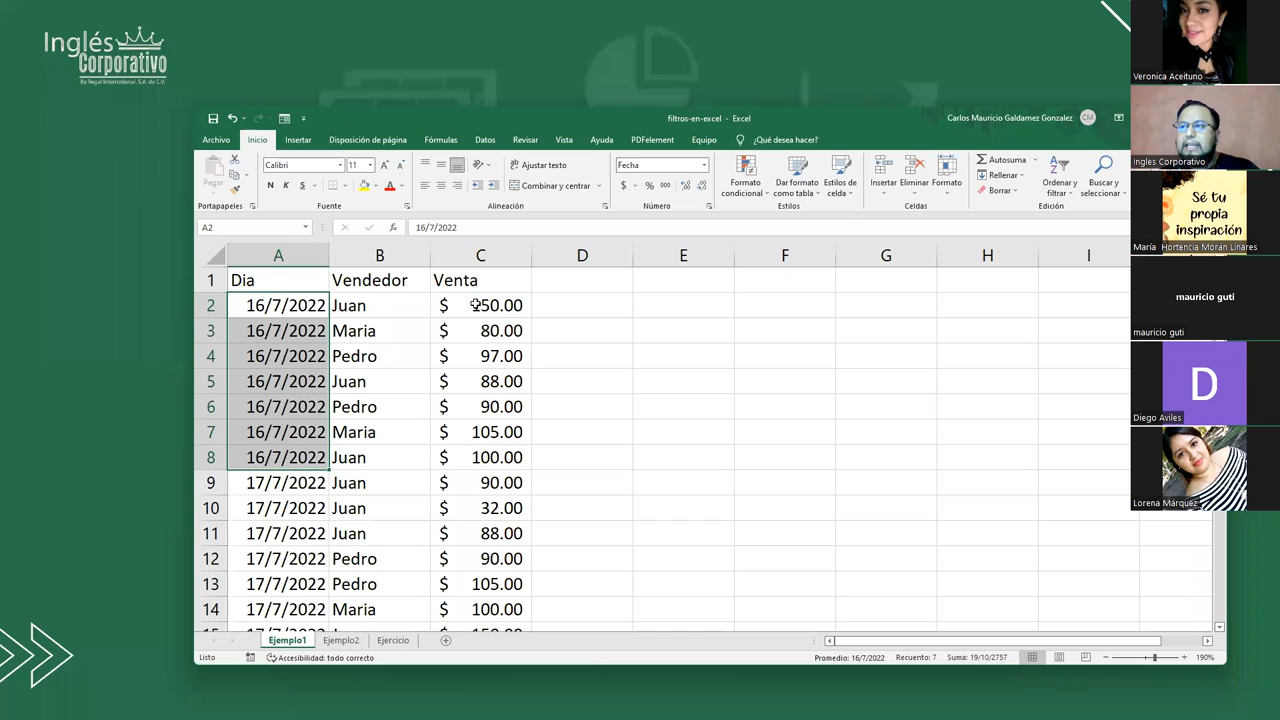 Inglés
Corporativo
By Regal International, S.A. de C.V.
filtros-en-excel - Excel
Carlos Mauricio Galdamez Gonzalez
CM
Archivo Inicio Insertar Disposición de página Fórmulas Datos Revisar Vista Ayuda PDFelement Equipo ¿Qué desea hacer?
Pegar
Calibri 11
N K S
Ajustar texto
Combinar y centrar
Fecha
$ % 000
Formato condicional
Dar formato como tabla
Estilos de celda
Insertar Eliminar Formato
Autosuma
Rellenar
Borrar
Ordenar y filtrar
Buscar y seleccionar
Portapapeles Fuente Alineación Número Estilos Celdas Edición
A2 fx 16/7/2022
A B C D E F G H I
1 Dia Vendedor Venta
2 16/7/2022 Juan $ 50.00
3 16/7/2022 Maria $ 80.00
4 16/7/2022 Pedro $ 97.00
5 16/7/2022 Juan $ 88.00
6 16/7/2022 Pedro $ 90.00
7 16/7/2022 Maria $ 105.00
8 16/7/2022 Juan $ 100.00
9 17/7/2022 Juan $ 90.00
10 17/7/2022 Juan $ 32.00
11 17/7/2022 Juan $ 88.00
12 17/7/2022 Pedro $ 90.00
13 17/7/2022 Pedro $ 105.00
14 17/7/2022 Maria $ 100.00
Ejemplo1 Ejemplo2 Ejercicio
Listo Accesibilidad: todo correcto Promedio: 16/7/2022 Recuento: 7 Suma: 19/10/2757 190%
Veronica Aceituno
Ingles Corporativo
Sé tu
propia
inspiración
María Hortencia Morán Linares
mauricio guti
mauricio guti
D
Diego Aviles
Lorena Márquez